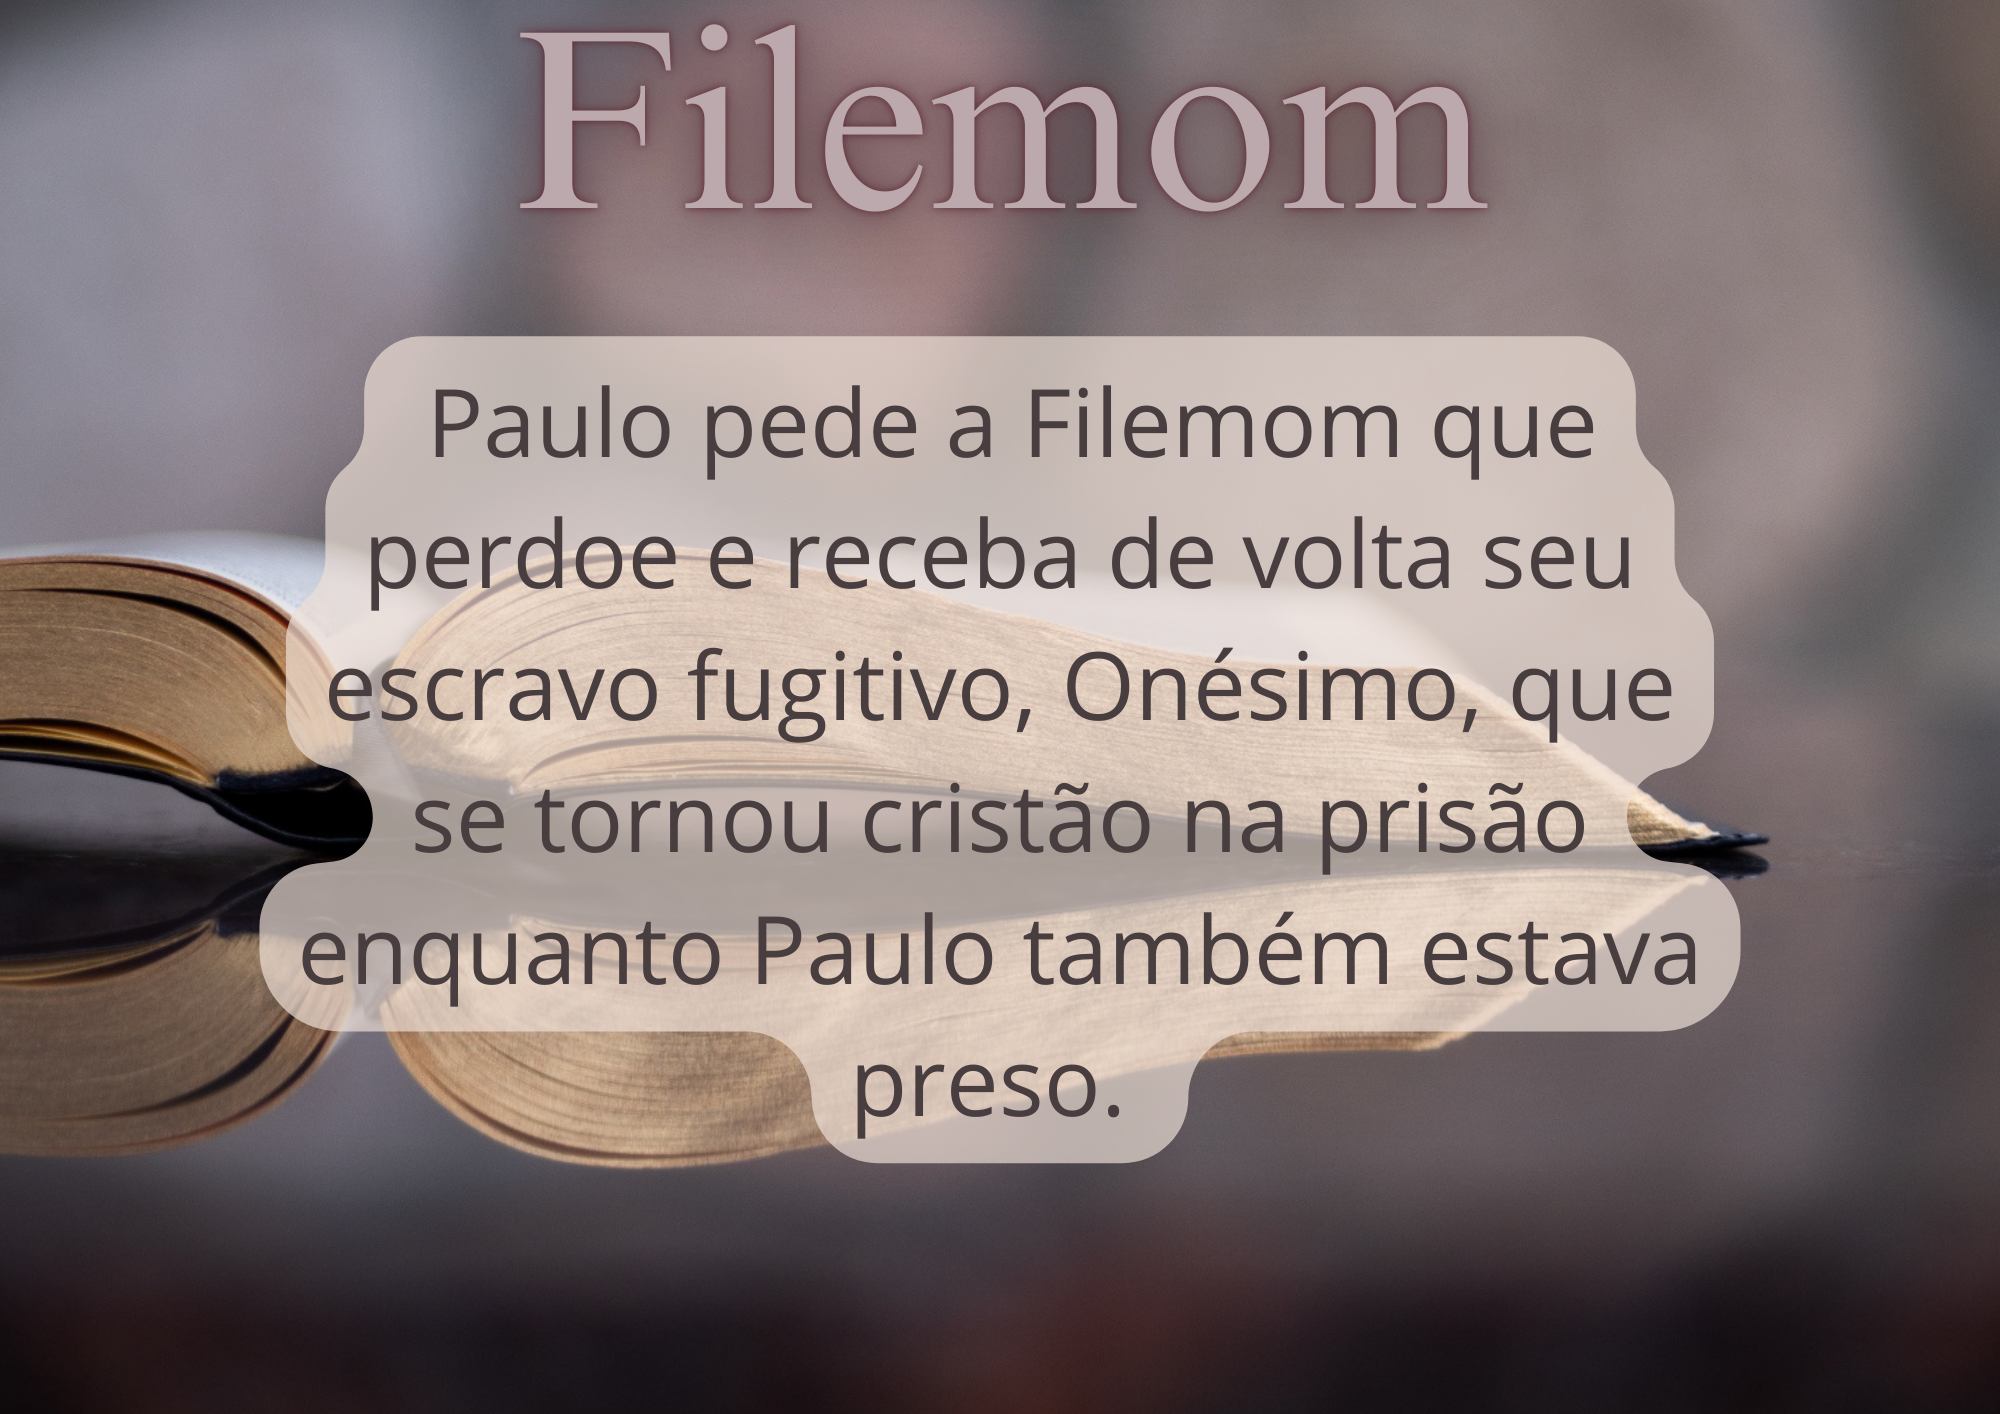 Filemom
Paulo pede a Filemom que
perdoe e receba de volta seu
escravo fugitivo, Onésimo, que
se tornou cristão na prisão
enquanto Paulo também estava
preso.